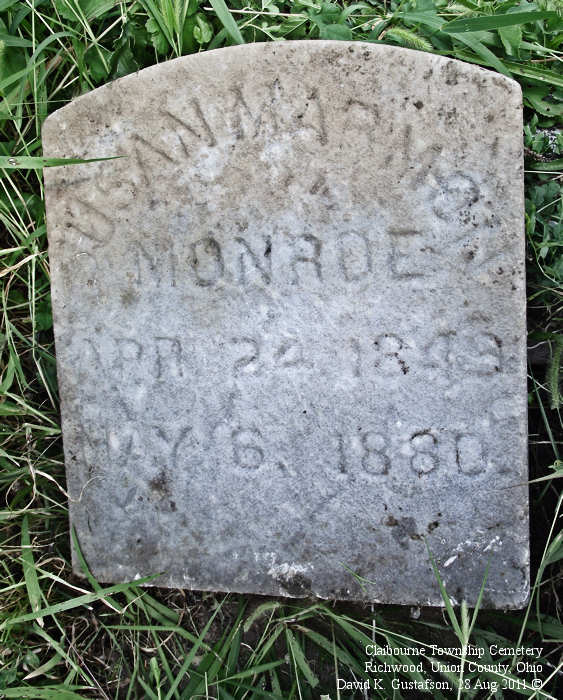 MONROE
APR 24 1843
MAY 6, 1880
Claibourne Township Cemetery
Richwood, Union County, Ohio
David K. Gustafson, 28 Aug 2011 ©